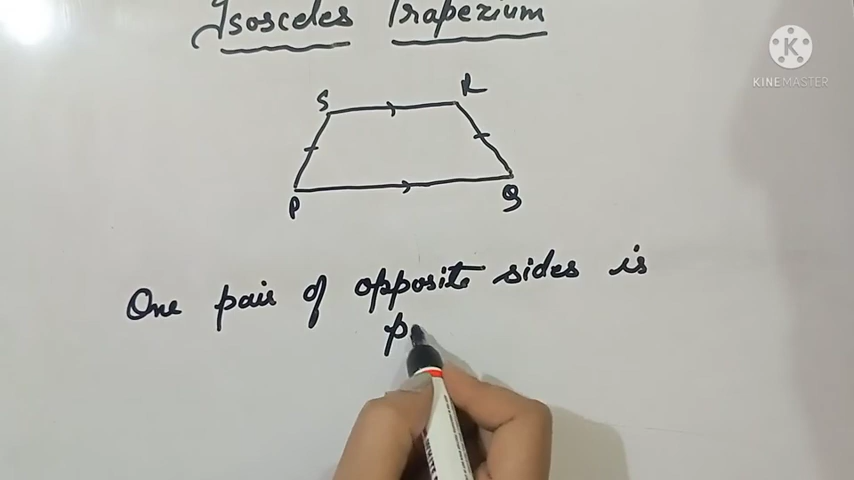 Isosceles Trapezium
K
KINEMASTER
S R
P Q
One pair of opposite sides is
p